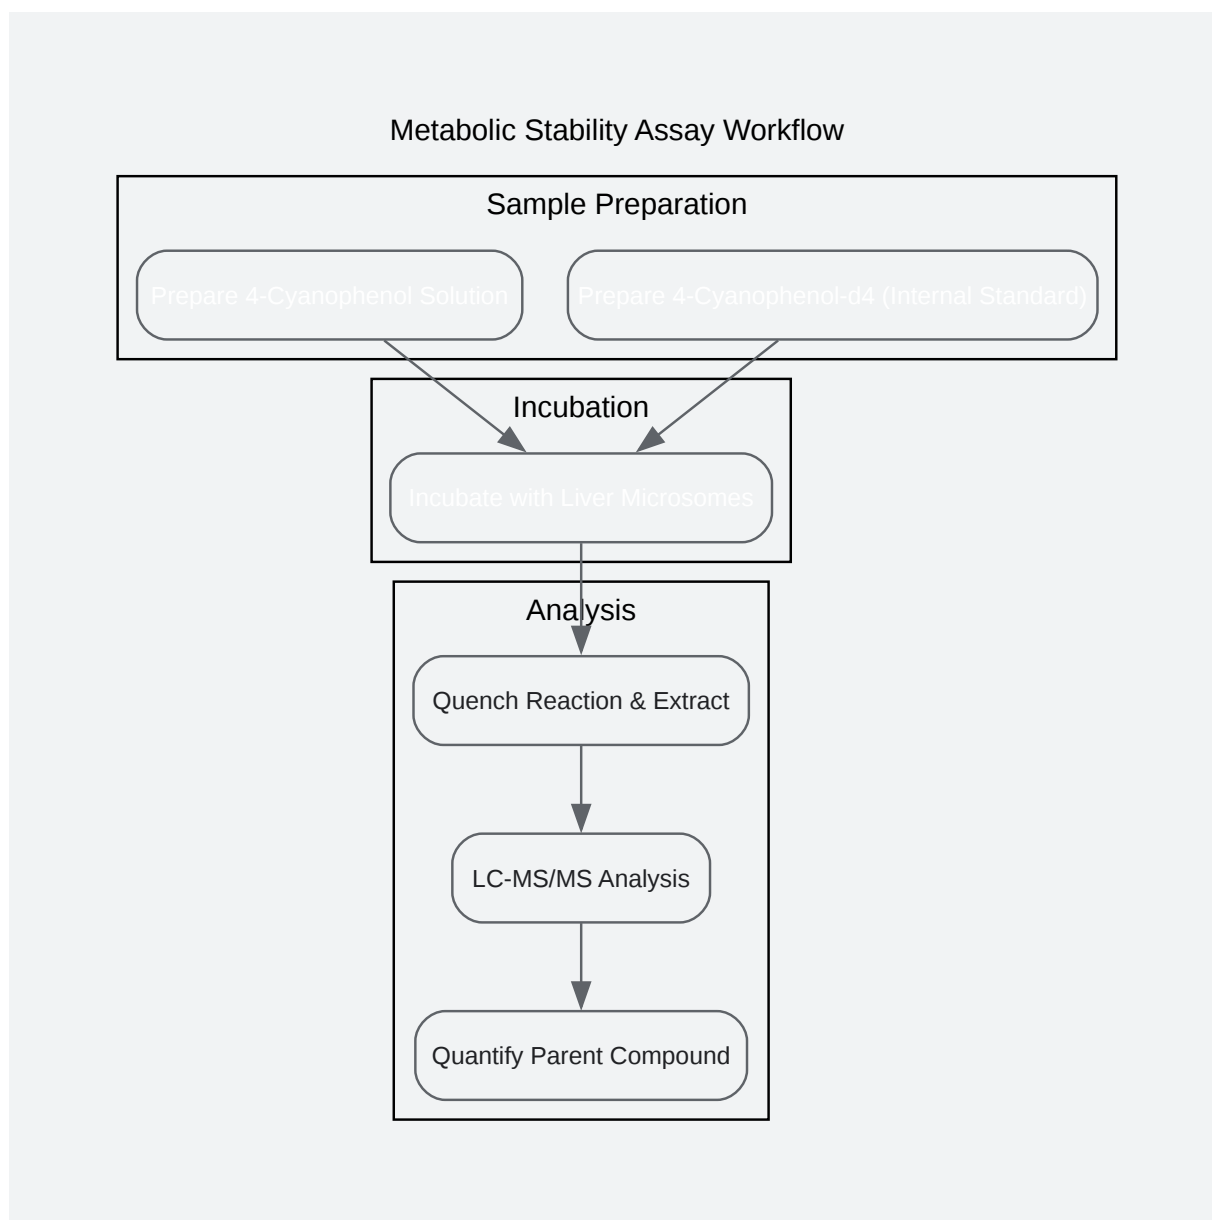 Metabolic Stability Assay Workflow
Sample Preparation
Prepare 4-Cyanophenol Solution
Prepare 4-Cyanophenol-d4 (Internal Standard)
Incubation
Incubate with Liver Microsomes
Analysis
Quench Reaction & Extract
LC-MS/MS Analysis
Quantify Parent Compound